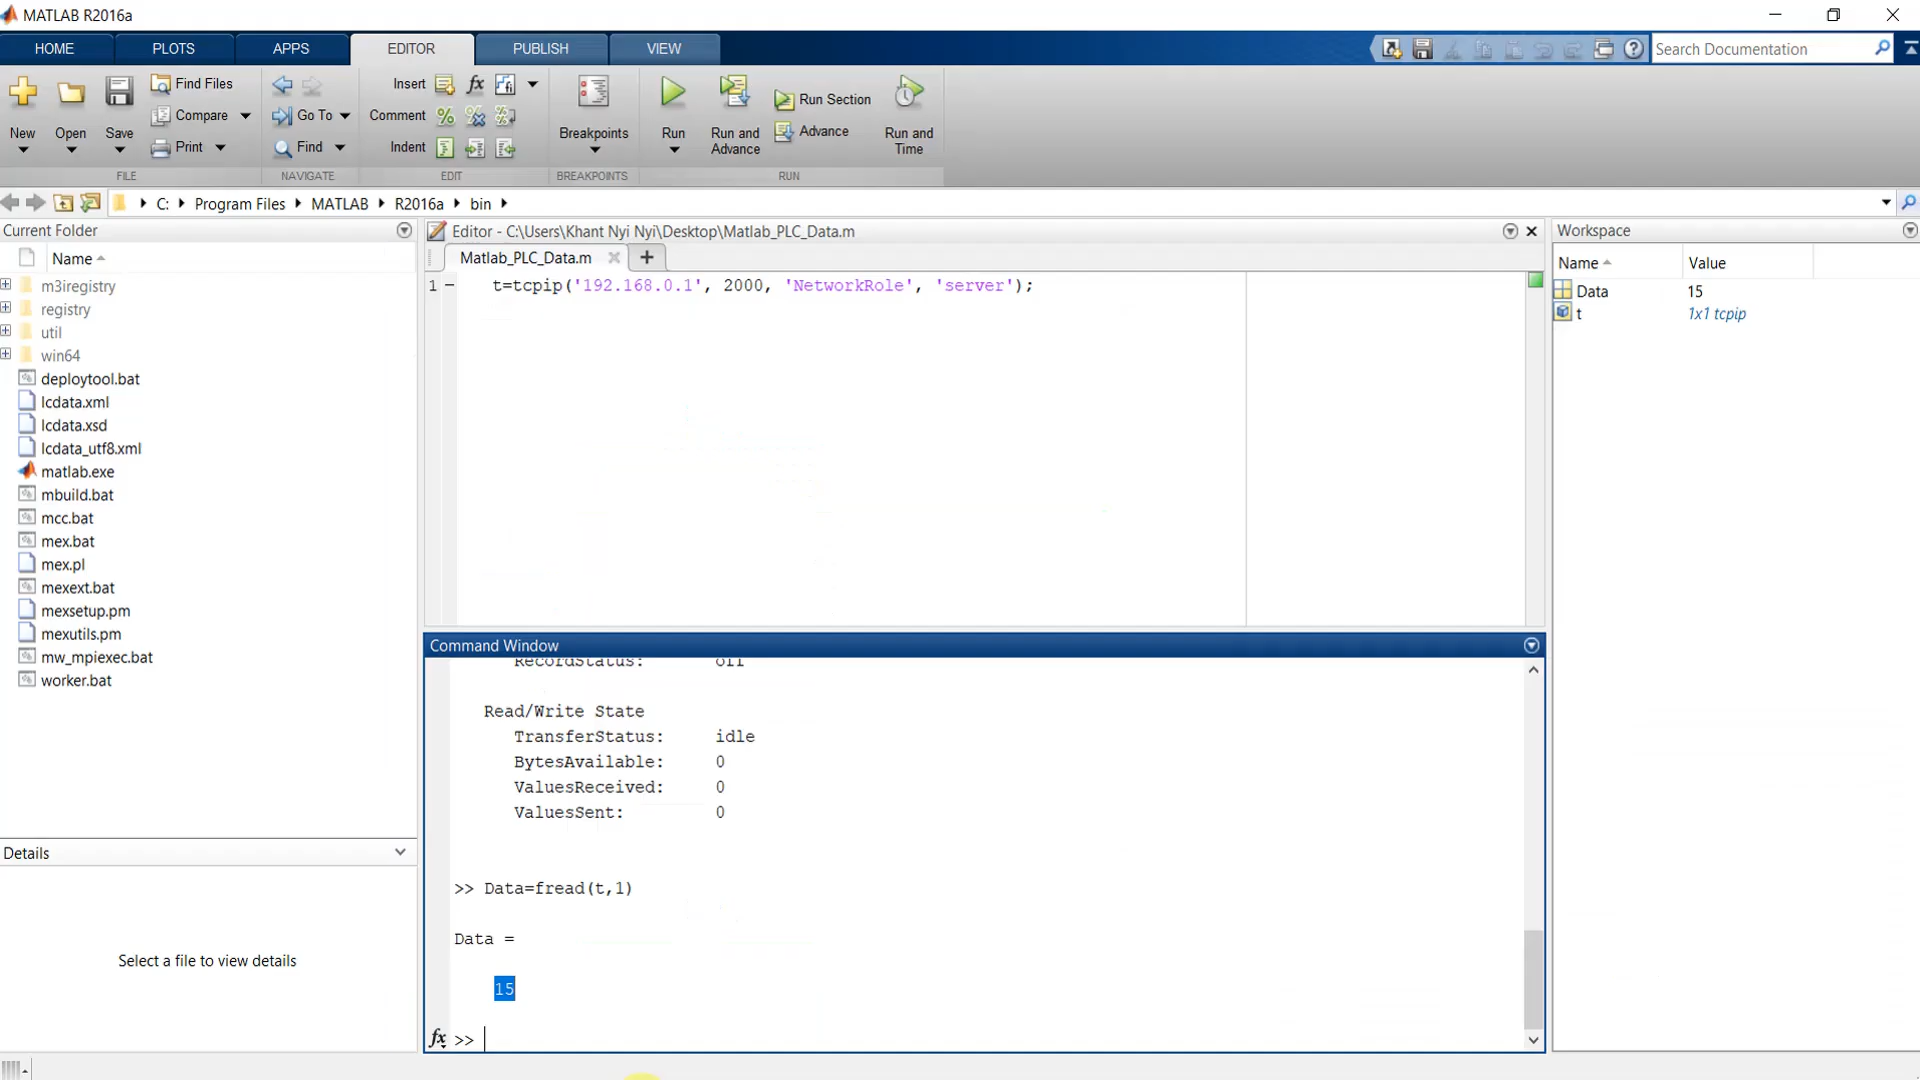 MATLAB R2016a
HOME
PLOTS
APPS
EDITOR
PUBLISH
VIEW
Search Documentation
New
Open
Save
Find Files
Compare
Print
FILE
Go To
Find
NAVIGATE
Insert
fx
Comment
Indent
EDIT
Breakpoints
BREAKPOINTS
Run
Run and
Advance
Run Section
Advance
Run and
Time
RUN
C:
Program Files
MATLAB
R2016a
bin
Current Folder
Name
m3iregistry
registry
util
win64
deploytool.bat
lcdata.xml
lcdata.xsd
lcdata_utf8.xml
matlab.exe
mbuild.bat
mcc.bat
mex.bat
mex.pl
mexext.bat
mexsetup.pm
mexutils.pm
mw_mpiexec.bat
worker.bat
Details
Select a file to view details
Editor - C:\Users\Khant Nyi Nyi\Desktop\Matlab_PLC_Data.m
Matlab_PLC_Data.m
1 - t=tcpip('192.168.0.1', 2000, 'NetworkRole', 'server');
Command Window
RecordStatus: off
Read/Write State
TransferStatus: idle
BytesAvailable: 0
ValuesReceived: 0
ValuesSent: 0
>> Data=fread(t,1)
Data =
15
fx >>
Workspace
Name Value
Data 15
t 1x1 tcpip